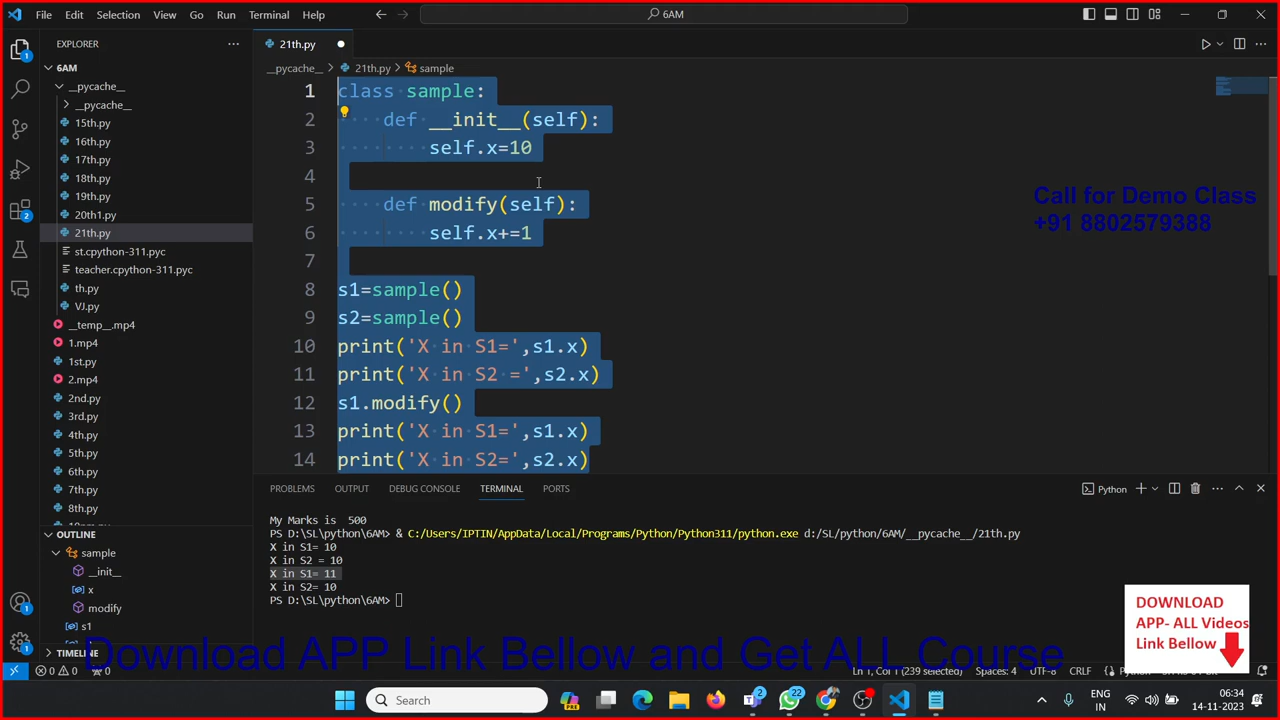 File Edit Selection View Go Run Terminal Help
6AM
EXPLORER
6AM
__pycache__
__pycache__
15th.py
16th.py
17th.py
18th.py
19th.py
20th1.py
21th.py
st.cpython-311.pyc
teacher.cpython-311.pyc
th.py
VJ.py
__temp__.mp4
1.mp4
1st.py
2.mp4
2nd.py
3rd.py
4th.py
5th.py
6th.py
7th.py
8th.py
OUTLINE
sample
__init__
x
modify
s1
TIMELINE
21th.py
__pycache__ > 21th.py > sample
1 class sample:
2 def __init__(self):
3 self.x=10
4
5 def modify(self):
6 self.x+=1
7
8 s1=sample()
9 s2=sample()
10 print('X in S1=',s1.x)
11 print('X in S2 =',s2.x)
12 s1.modify()
13 print('X in S1=',s1.x)
14 print('X in S2=',s2.x)
Call for Demo Class
+91 8802579388
PROBLEMS OUTPUT DEBUG CONSOLE TERMINAL PORTS
Python
My Marks is 500
PS D:\SL\python\6AM> & C:/Users/IPTIN/AppData/Local/Programs/Python/Python311/python.exe d:/SL/python/6AM/__pycache__/21th.py
X in S1= 10
X in S2 = 10
X in S1= 11
X in S2= 10
PS D:\SL\python\6AM>
DOWNLOAD
APP- ALL Videos
Link Bellow
Download APP Link Bellow and Get ALL Course
0 0 0 Ln 1, Col 1 (239 selected) Spaces: 4 UTF-8 CRLF
Search
2 22
ENG
IN
06:34
14-11-2023